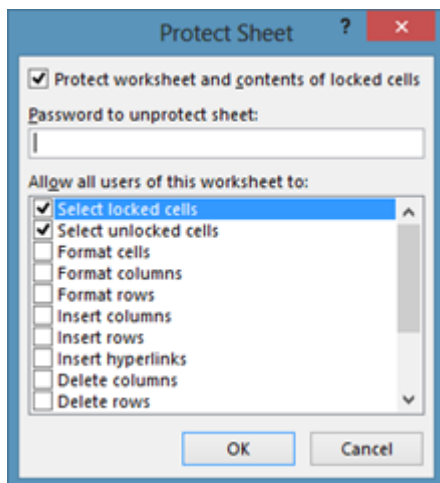 Protect Sheet ?
Protect worksheet and contents of locked cells
Password to unprotect sheet:
Allow all users of this worksheet to:
Select locked cells
Select unlocked cells
Format cells
Format columns
Format rows
Insert columns
Insert rows
Insert hyperlinks
Delete columns
Delete rows
OK Cancel